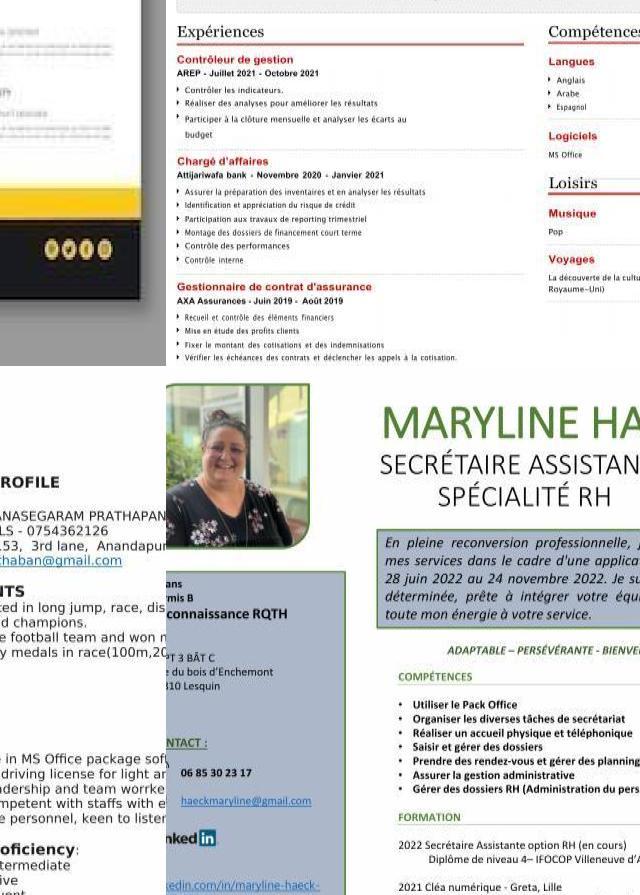 Expériences
Contrôleur de gestion
AREP - Juillet 2021 - Octobre 2021
Contrôler les indicateurs.
Réaliser des analyses pour améliorer les résultats
Participer à la clôture mensuelle et analyser les écarts au
budget
Chargé d'affaires
Attijariwafa bank - Novembre 2020 - Janvier 2021
Assurer la préparation des inventaires et en analyser les résultats
Identification et appréciation du risque de crédit
Participation aux travaux de reporting trimestriel
Montage des dossiers de financement court terme
Contrôle des performances
Contrôle interne
Gestionnaire de contrat d'assurance
AXA Assurances - Juin 2019 - Août 2019
Recueil et contrôle des éléments financiers
Mise en étude des profits clients
Fixer le montant des cotisations et des indemnisations
Vérifier les échéances des contrats et déclencher les appels à la cotisation.
Compétences
Langues
Anglais
Arabe
Espagnol
Logiciels
MS Office
Loisirs
Musique
Pop
Voyages
La découverte de la cultu
Royaume-Uni)
ROFILE
ANASEGARAM PRATHAPAN
LS - 0754362126
153, 3rd lane, Anandapur
thaban@gmail.com
NTS
ted in long jump, race, dis
d champions.
e football team and won m
y medals in race(100m,20
e in MS Office package soft
driving license for light an
adership and team worke
mpetent with staffs with e
e personnel, keen to listen
oficiency:
termediate
ive
MARYLINE HA
SECRÉTAIRE ASSISTAN
SPÉCIALITÉ RH
En pleine reconversion professionnelle, j
mes services dans le cadre d'une applica
28 juin 2022 au 24 novembre 2022. Je su
déterminée, prête à intégrer votre équi
toute mon énergie à votre service.
ans
rmis B
connaissance RQTH
PT 3 BÂT C
e du bois d'Enchemont
810 Lesquin
NTACT :
06 85 30 23 17
haeckmaryline@gmail.com
nked in
kedin.com/in/maryline-haeck-
ADAPTABLE – PERSÉVÉRANTE - BIENVE
COMPÉTENCES
• Utiliser le Pack Office
• Organiser les diverses tâches de secrétariat
• Réaliser un accueil physique et téléphonique
• Saisir et gérer des dossiers
• Prendre des rendez-vous et gérer des planning
• Assurer la gestion administrative
• Gérer des dossiers RH (Administration du pers
FORMATION
2022 Secrétaire Assistante option RH (en cours)
Diplôme de niveau 4– IFOCOP Villeneuve d'A
2021 Cléa numérique - Greta, Lille